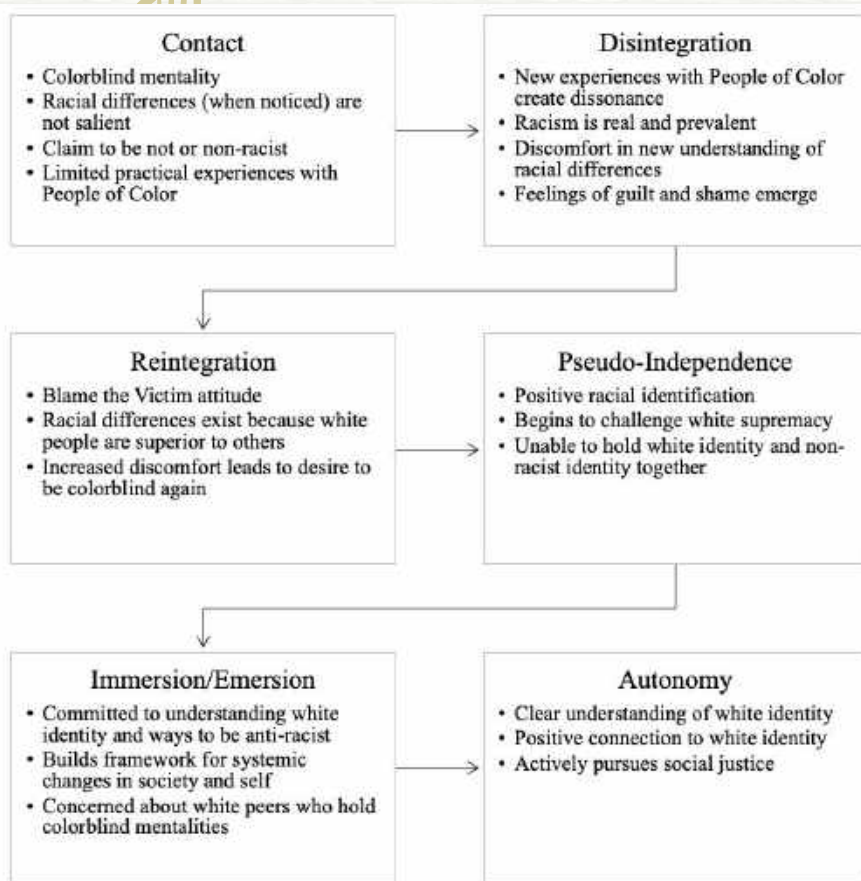 Contact
• Colorblind mentality
• Racial differences (when noticed) are
not salient
• Claim to be not or non-racist
• Limited practical experiences with
People of Color
Disintegration
• New experiences with People of Color
create dissonance
• Racism is real and prevalent
• Discomfort in new understanding of
racial differences
• Feelings of guilt and shame emerge
Reintegration
• Blame the Victim attitude
• Racial differences exist because white
people are superior to others
• Increased discomfort leads to desire to
be colorblind again
Pseudo-Independence
• Positive racial identification
• Begins to challenge white supremacy
• Unable to hold white identity and non-
racist identity together
Immersion/Emersion
• Committed to understanding white
identity and ways to be anti-racist
• Builds framework for systemic
changes in society and self
• Concerned about white peers who hold
colorblind mentalities
Autonomy
• Clear understanding of white identity
• Positive connection to white identity
• Actively pursues social justice